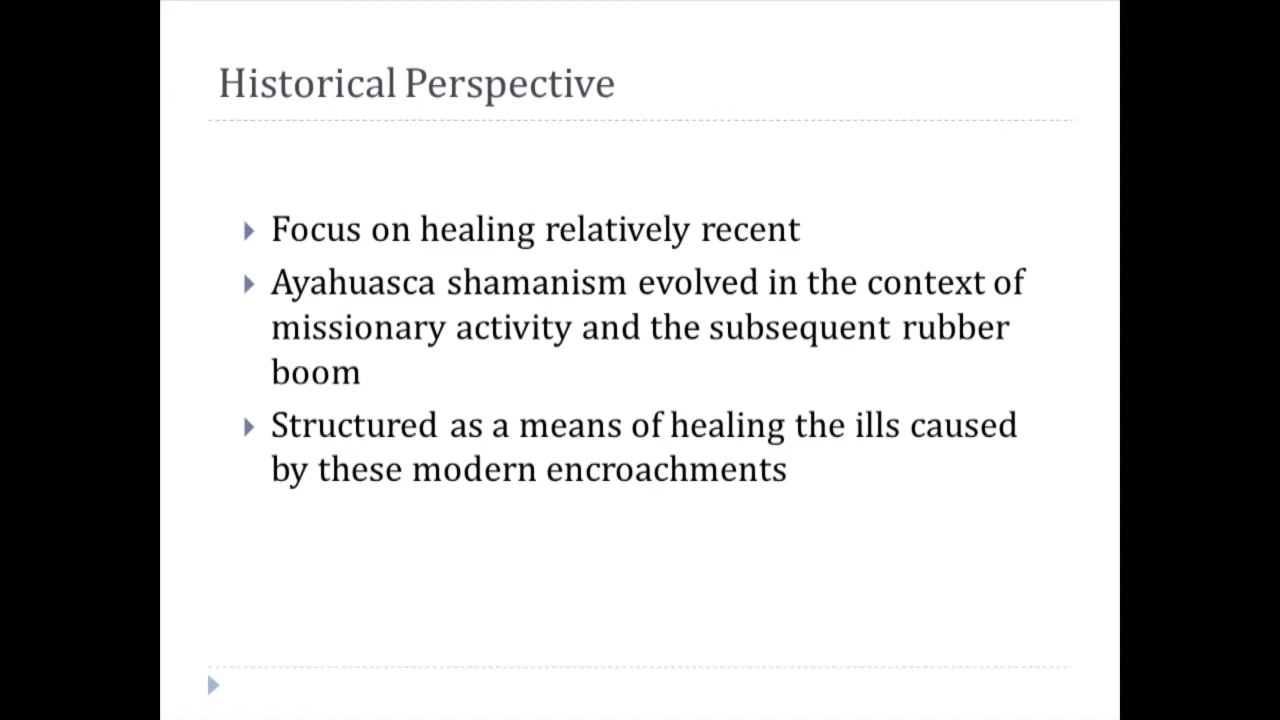 Historical Perspective
Focus on healing relatively recent
Ayahuasca shamanism evolved in the context of
missionary activity and the subsequent rubber
boom
Structured as a means of healing the ills caused
by these modern encroachments